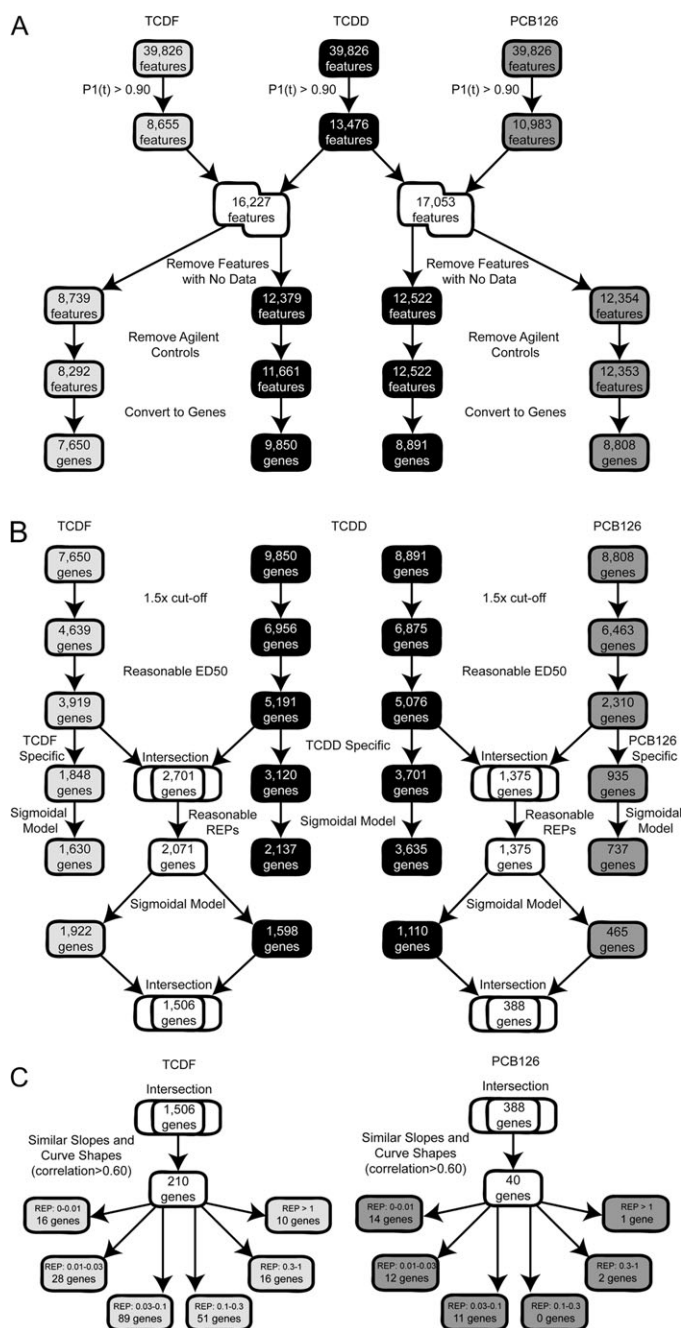 A
TCDF
TCDD
PCB126
39,826
features
39,826
features
39,826
features
P1(t) > 0.90
P1(t) > 0.90
P1(t) > 0.90
8,655
features
13,476
features
10,983
features
16,227
features
17,053
features
Remove Features
with No Data
Remove Features
with No Data
8,739
features
12,379
features
12,522
features
12,354
features
Remove Agilent
Controls
Remove Agilent
Controls
8,292
features
11,661
features
12,522
features
12,353
features
Convert to Genes
Convert to Genes
7,650
genes
9,850
genes
8,891
genes
8,808
genes
B
TCDF
TCDD
PCB126
7,650
genes
9,850
genes
8,891
genes
8,808
genes
1.5x cut-off
1.5x cut-off
4,639
genes
6,956
genes
6,875
genes
6,463
genes
Reasonable ED50
Reasonable ED50
3,919
genes
5,191
genes
5,076
genes
2,310
genes
TCDF
Specific
Intersection
TCDD Specific
Intersection
PCB126
Specific
1,848
genes
2,701
genes
3,120
genes
3,701
genes
1,375
genes
935
genes
Sigmoidal
Model
Reasonable
REPs
Sigmoidal Model
Reasonable
REPs
Sigmoidal
Model
1,630
genes
2,071
genes
2,137
genes
3,635
genes
1,375
genes
737
genes
Sigmoidal Model
Sigmoidal Model
1,922
genes
1,598
genes
1,110
genes
465
genes
Intersection
Intersection
1,506
genes
388
genes
C
TCDF
PCB126
Intersection
Intersection
1,506
genes
388
genes
Similar Slopes and
Curve Shapes
(correlation>0.60)
Similar Slopes and
Curve Shapes
(correlation>0.60)
210
genes
40
genes
REP: 0-0.01
16 genes
REP > 1
10 genes
REP: 0-0.01
14 genes
REP > 1
1 gene
REP: 0.01-0.03
28 genes
REP: 0.3-1
16 genes
REP: 0.01-0.03
12 genes
REP: 0.3-1
2 genes
REP: 0.03-0.1
89 genes
REP: 0.1-0.3
51 genes
REP: 0.03-0.1
11 genes
REP: 0.1-0.3
0 genes